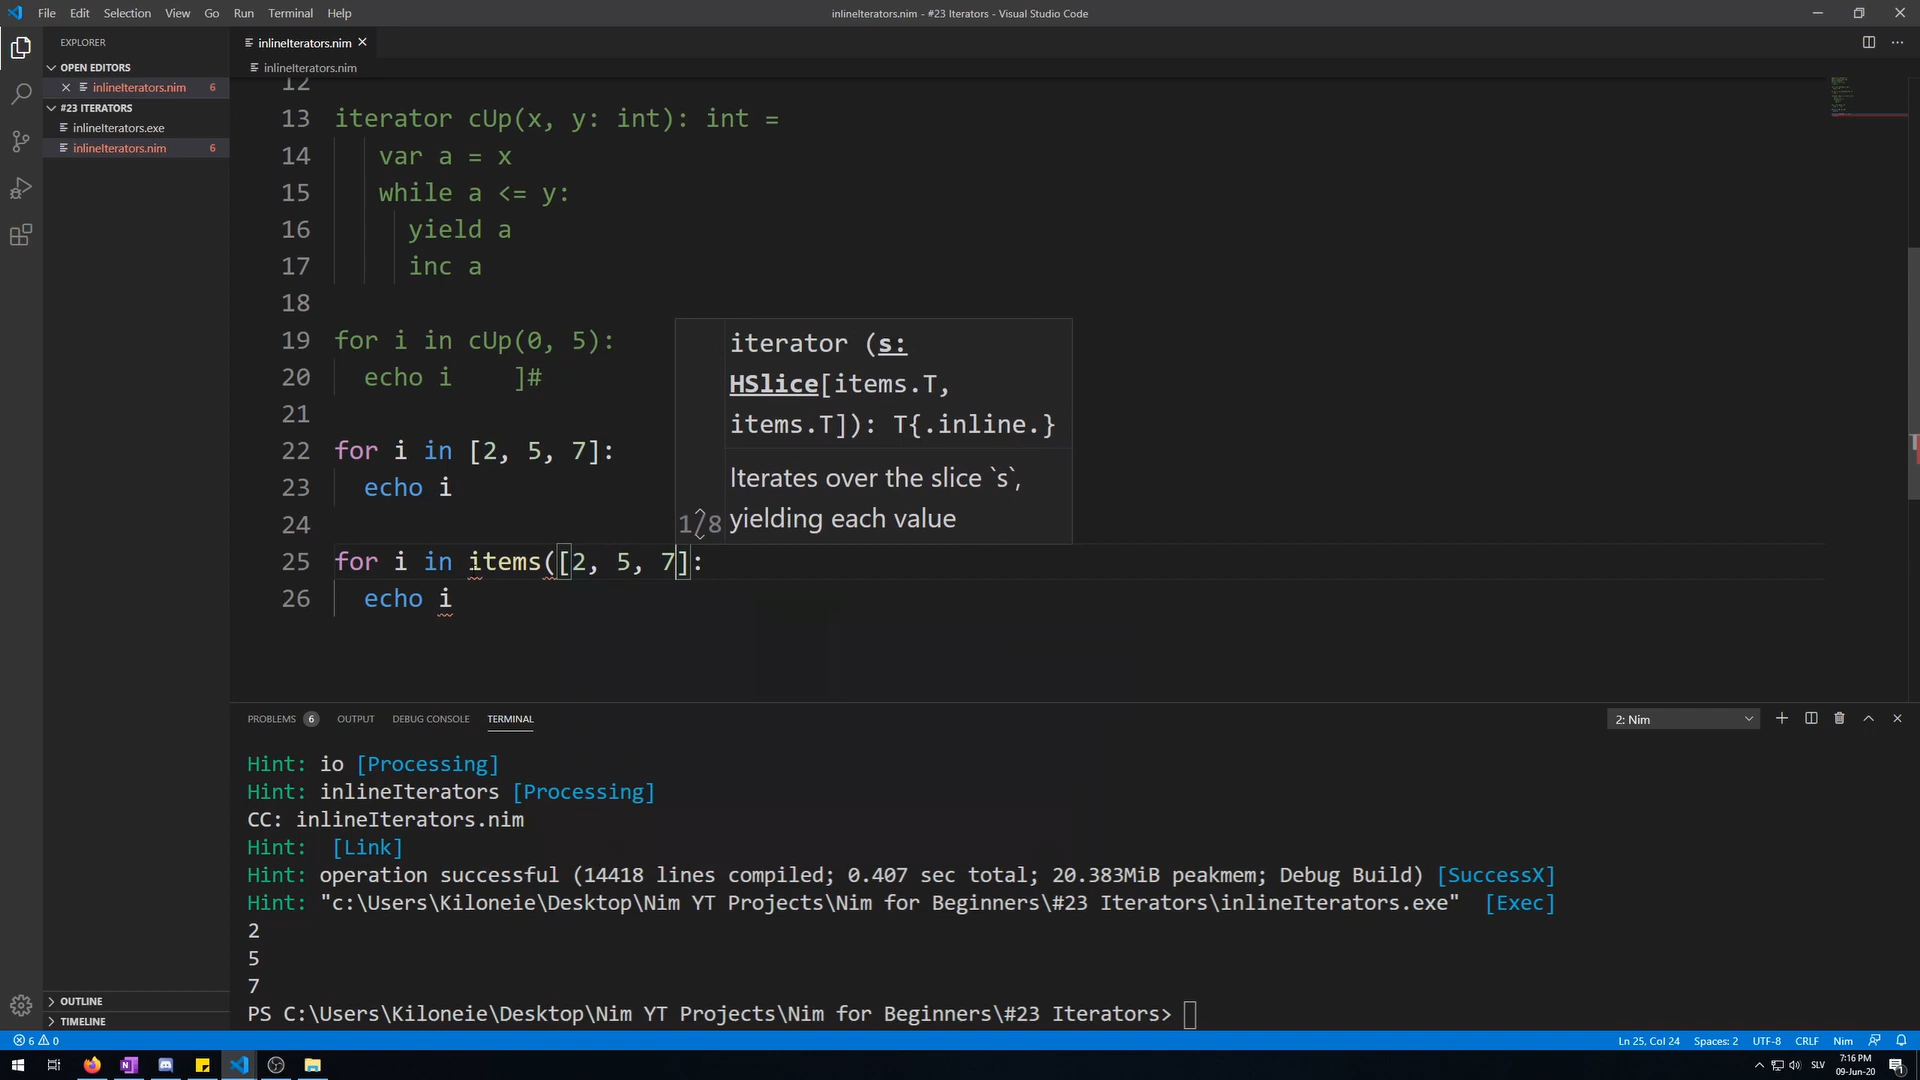 File Edit Selection View Go Run Terminal Help
inlineIterators.nim - #23 Iterators - Visual Studio Code
EXPLORER
OPEN EDITORS
inlineIterators.nim 6
#23 ITERATORS
inlineIterators.exe
inlineIterators.nim 6
OUTLINE
TIMELINE
inlineIterators.nim
inlineIterators.nim
12
13 iterator cUp(x, y: int): int =
14 var a = x
15 while a <= y:
16 yield a
17 inc a
18
19 for i in cUp(0, 5):
20 echo i ]#
21
22 for i in [2, 5, 7]:
23 echo i
24
25 for i in items([2, 5, 7]:
26 echo i
iterator (s:
HSlice[items.T,
items.T]): T{.inline.}
Iterates over the slice `s`,
1/8 yielding each value
PROBLEMS 6 OUTPUT DEBUG CONSOLE TERMINAL
2: Nim
Hint: io [Processing]
Hint: inlineIterators [Processing]
CC: inlineIterators.nim
Hint: [Link]
Hint: operation successful (14418 lines compiled; 0.407 sec total; 20.383MiB peakmem; Debug Build) [SuccessX]
Hint: "c:\Users\Kiloneie\Desktop\Nim YT Projects\Nim for Beginners\#23 Iterators\inlineIterators.exe" [Exec]
2
5
7
PS C:\Users\Kiloneie\Desktop\Nim YT Projects\Nim for Beginners\#23 Iterators>
6 0
Ln 25, Col 24 Spaces: 2 UTF-8 CRLF Nim
SLV
7:16 PM
09-Jun-20